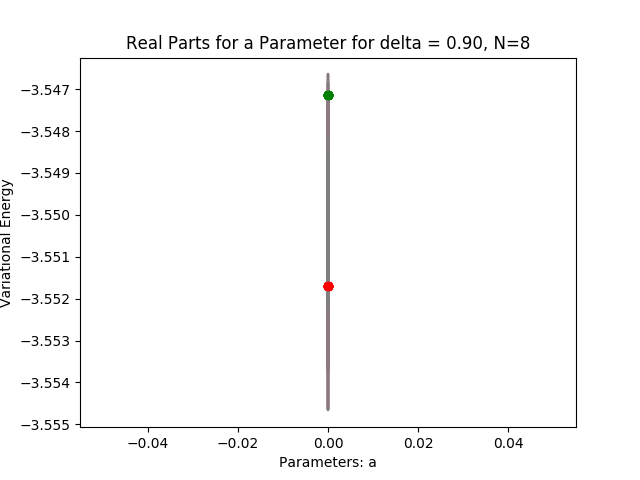 Real Parts for a Parameter for delta = 0.90, N=8
Variational Energy
−3.547
−3.548
−3.549
−3.550
−3.551
−3.552
−3.553
−3.554
−3.555
−0.04 −0.02 0.00 0.02 0.04
Parameters: a